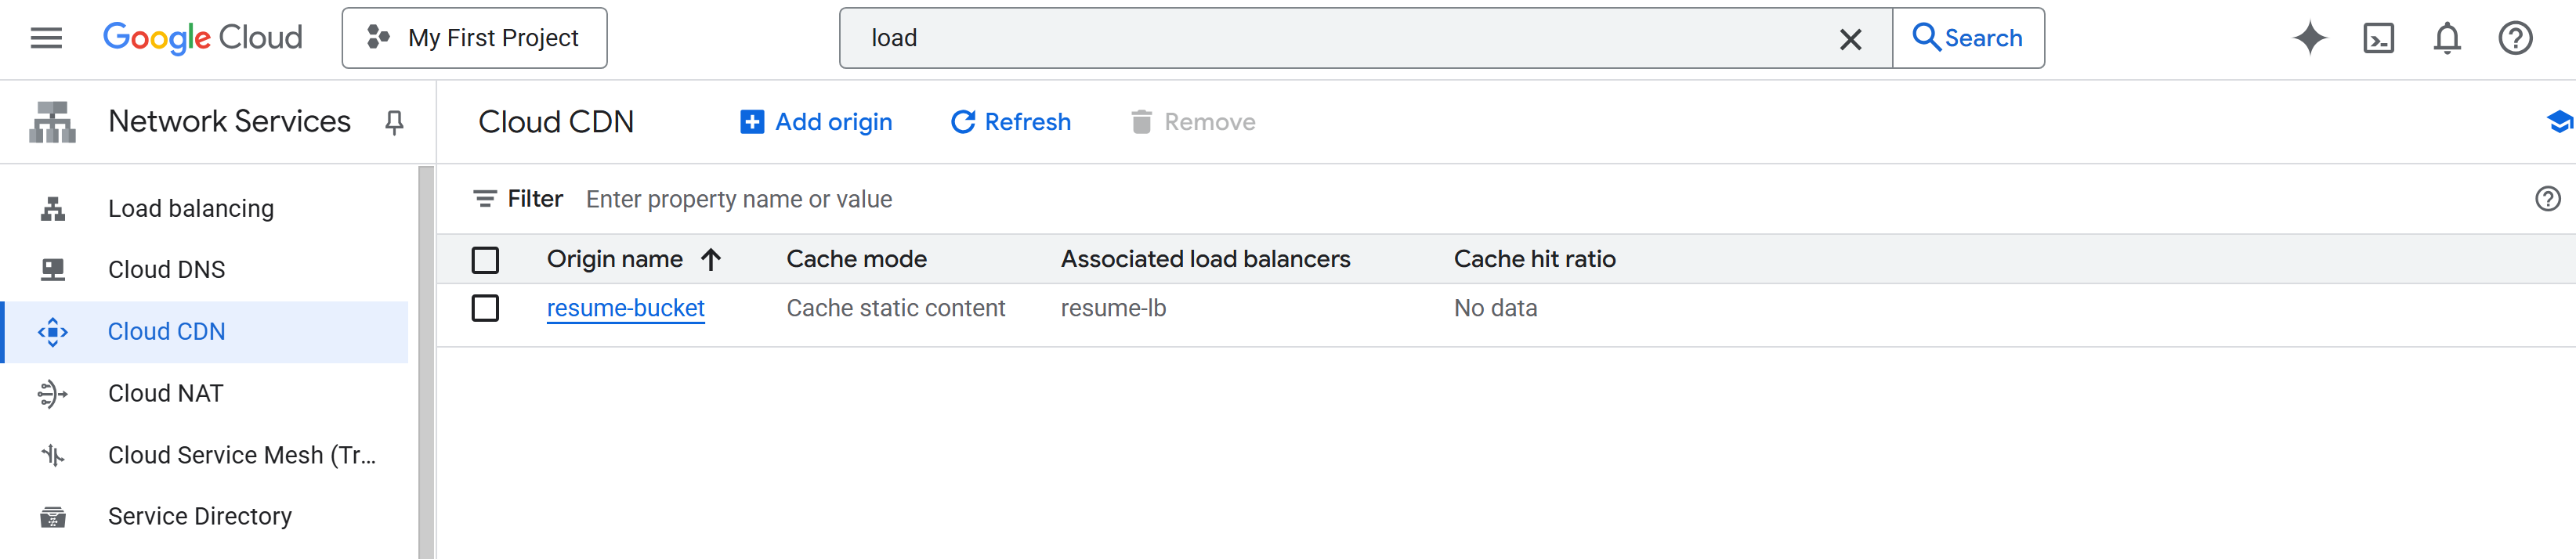 Google Cloud
My First Project
load
Search
Network Services
Cloud CDN
Add origin
Refresh
Remove
Load balancing
Cloud DNS
Cloud CDN
Cloud NAT
Cloud Service Mesh (Tr...
Service Directory
Filter Enter property name or value
Origin name Cache mode Associated load balancers Cache hit ratio
resume-bucket Cache static content resume-lb No data